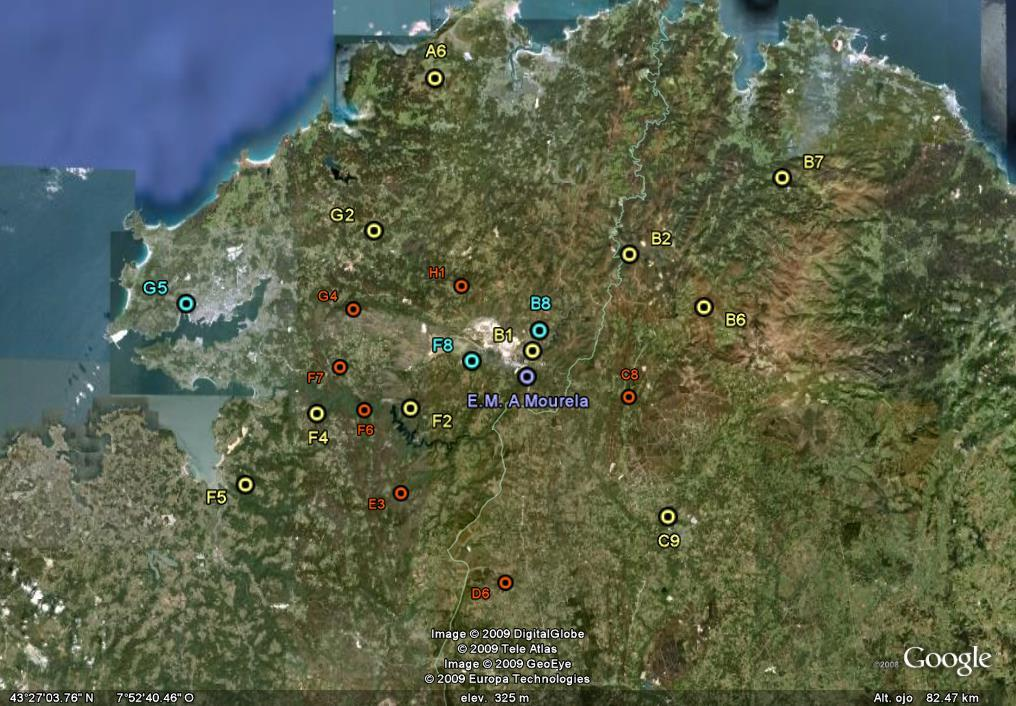 A6
B7
G2
B2
H1
G5
G4
B8
B6
B1
F8
F7
C8
E.M. A Mourela
F2
F4
F6
F5
E3
C9
D6
Image © 2009 DigitalGlobe
© 2009 Tele Atlas
Image © 2009 GeoEye
© 2009 Europa Technologies
©2008 Google
43°27'03.76" N 7°52'40.46" O elev. 325 m Alt. ojo 82.47 km